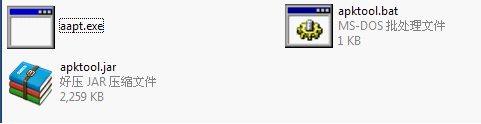 aapt.exe
apktool.bat
MS-DOS 批处理文件
1 KB
apktool.jar
好压 JAR 压缩文件
2,259 KB